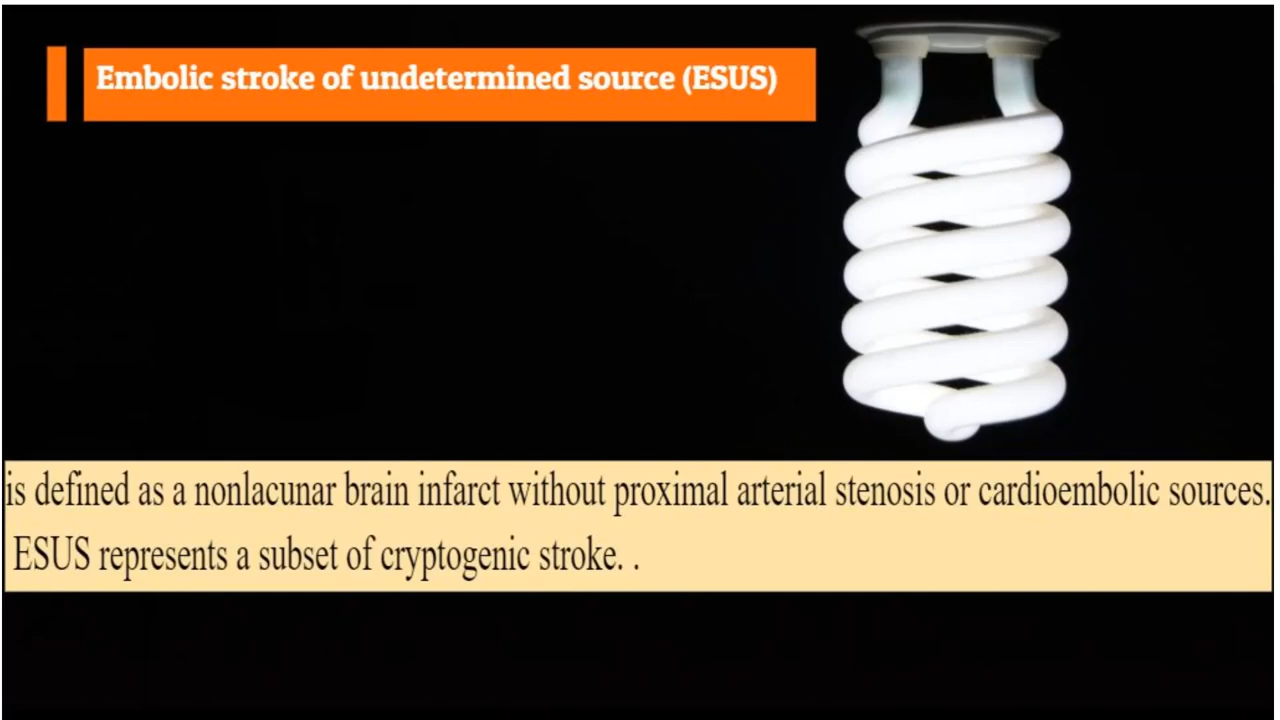 Embolic stroke of undetermined source (ESUS)
is defined as a nonlacunar brain infarct without proximal arterial stenosis or cardioembolic sources.
ESUS represents a subset of cryptogenic stroke. .